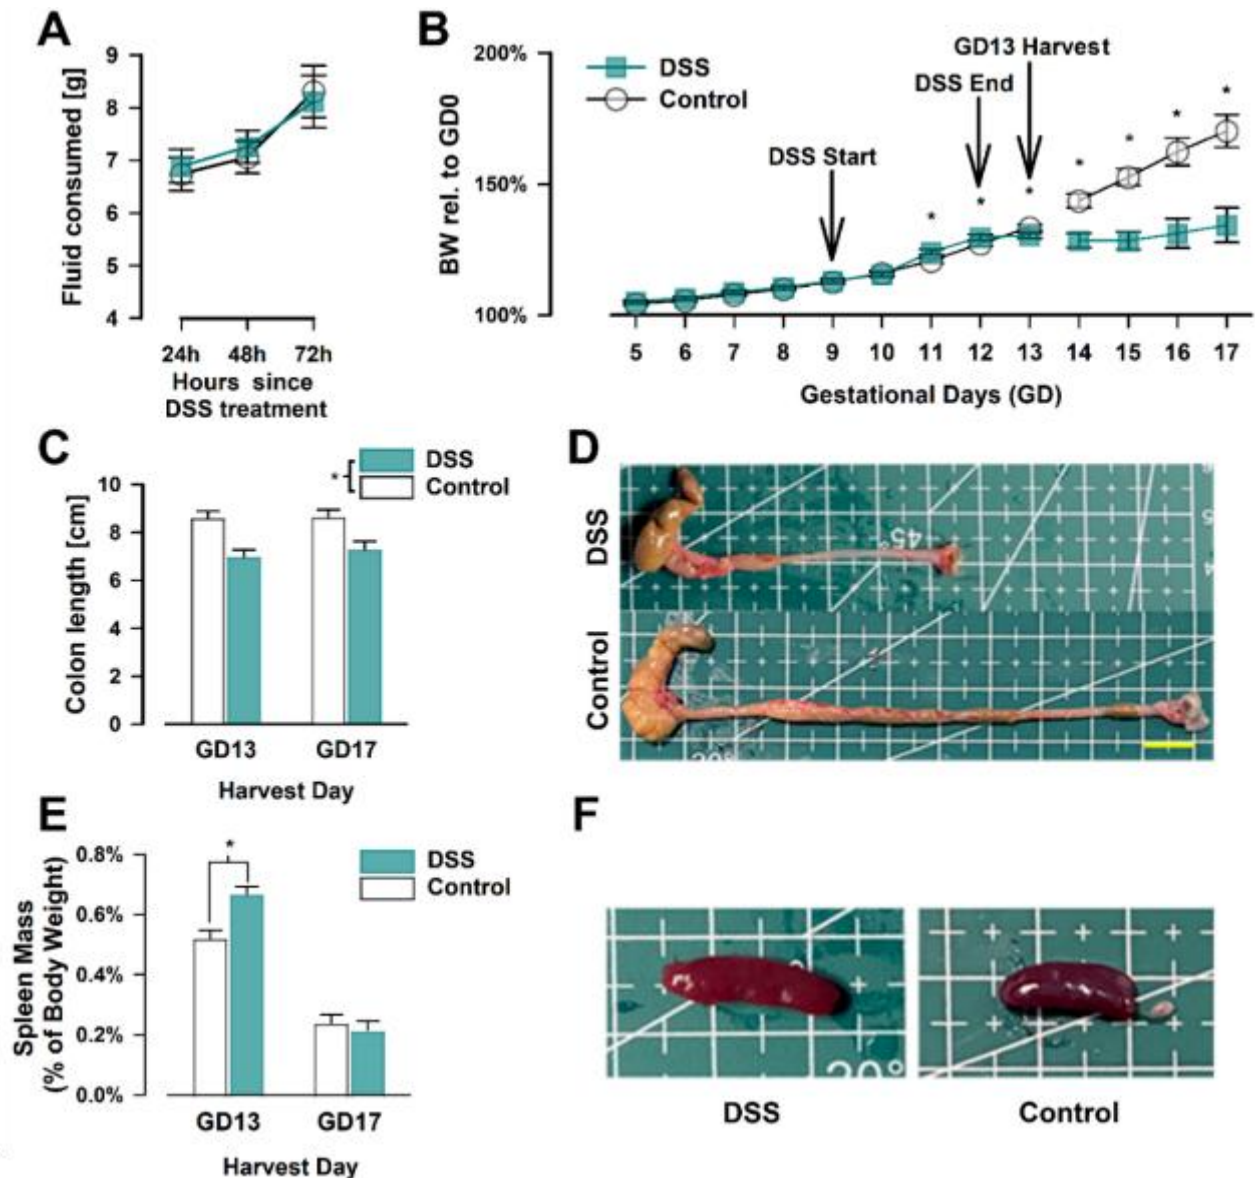 A
9
8
7
6
5
4
Fluid consumed [g]
24h 48h 72h
Hours since
DSS treatment
B
200%
150%
100%
BW rel. to GD0
DSS
Control
DSS Start
DSS End
GD13 Harvest
* * * * * * *
5 6 7 8 9 10 11 12 13 14 15 16 17
Gestational Days (GD)
C
DSS
Control
*
10
8
6
4
2
0
Colon length [cm]
GD13 GD17
Harvest Day
D
DSS
45°
5
4
Control
E
*
DSS
Control
0.8%
0.6%
0.4%
0.2%
0.0%
Spleen Mass
(% of Body Weight)
GD13 GD17
Harvest Day
F
20°
DSS Control